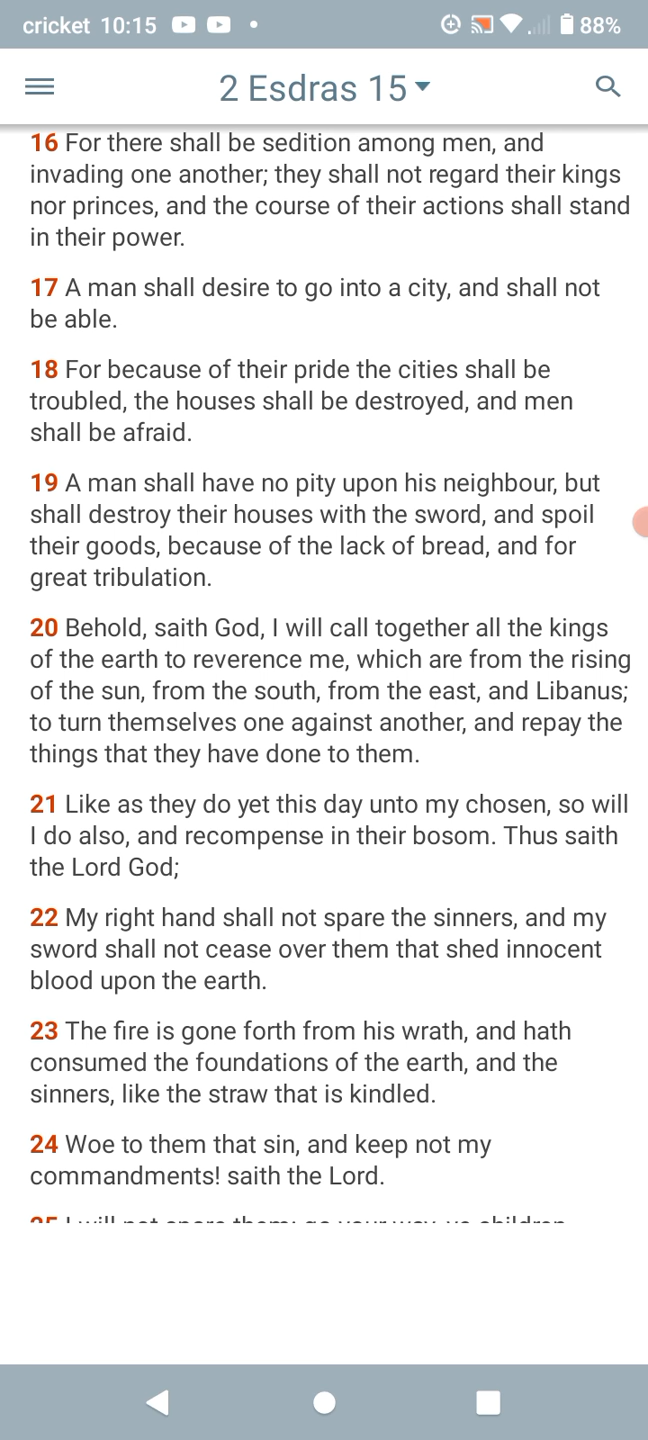 cricket 10:15 88%
2 Esdras 15
16 For there shall be sedition among men, and
invading one another; they shall not regard their kings
nor princes, and the course of their actions shall stand
in their power.
17 A man shall desire to go into a city, and shall not
be able.
18 For because of their pride the cities shall be
troubled, the houses shall be destroyed, and men
shall be afraid.
19 A man shall have no pity upon his neighbour, but
shall destroy their houses with the sword, and spoil
their goods, because of the lack of bread, and for
great tribulation.
20 Behold, saith God, I will call together all the kings
of the earth to reverence me, which are from the rising
of the sun, from the south, from the east, and Libanus;
to turn themselves one against another, and repay the
things that they have done to them.
21 Like as they do yet this day unto my chosen, so will
I do also, and recompense in their bosom. Thus saith
the Lord God;
22 My right hand shall not spare the sinners, and my
sword shall not cease over them that shed innocent
blood upon the earth.
23 The fire is gone forth from his wrath, and hath
consumed the foundations of the earth, and the
sinners, like the straw that is kindled.
24 Woe to them that sin, and keep not my
commandments! saith the Lord.
25 I will not spare them: go your way, ye children